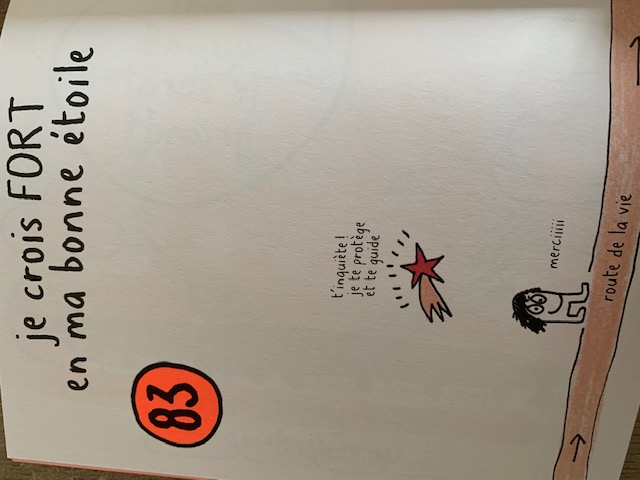 je crois FORT
en ma bonne étoile
83
t'inquiète !
je te protège
et te guide
merciiiii
route de la vie